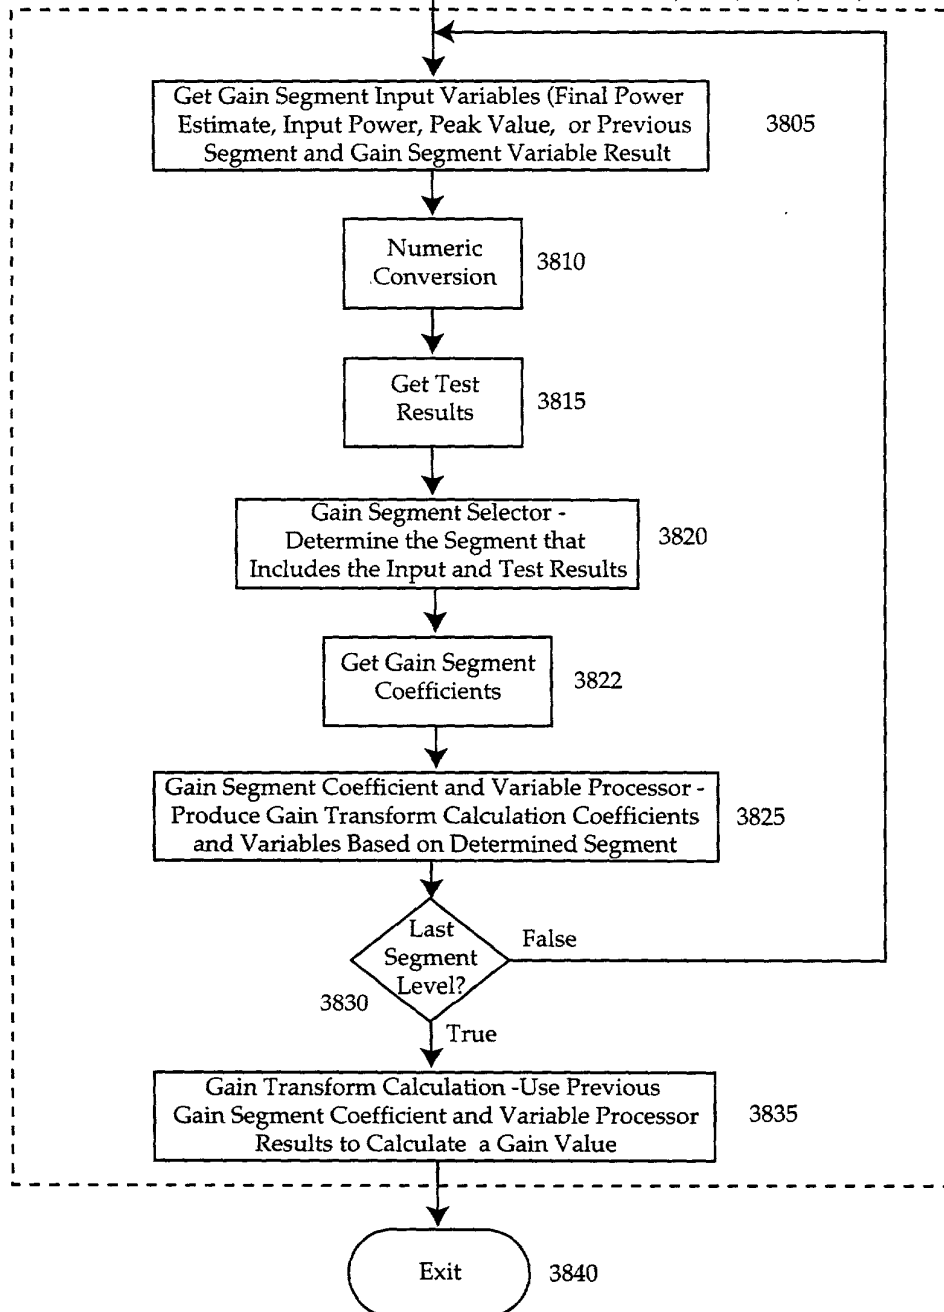 Get Gain Segment Input Variables (Final Power
Estimate, Input Power, Peak Value, or Previous
Segment and Gain Segment Variable Result
3805
Numeric
Conversion
3810
Get Test
Results
3815
Gain Segment Selector -
Determine the Segment that
Includes the Input and Test Results
3820
Get Gain Segment
Coefficients
3822
Gain Segment Coefficient and Variable Processor -
Produce Gain Transform Calculation Coefficients
and Variables Based on Determined Segment
3825
Last
Segment
Level?
False
3830
True
Gain Transform Calculation -Use Previous
Gain Segment Coefficient and Variable Processor
Results to Calculate a Gain Value
3835
Exit
3840